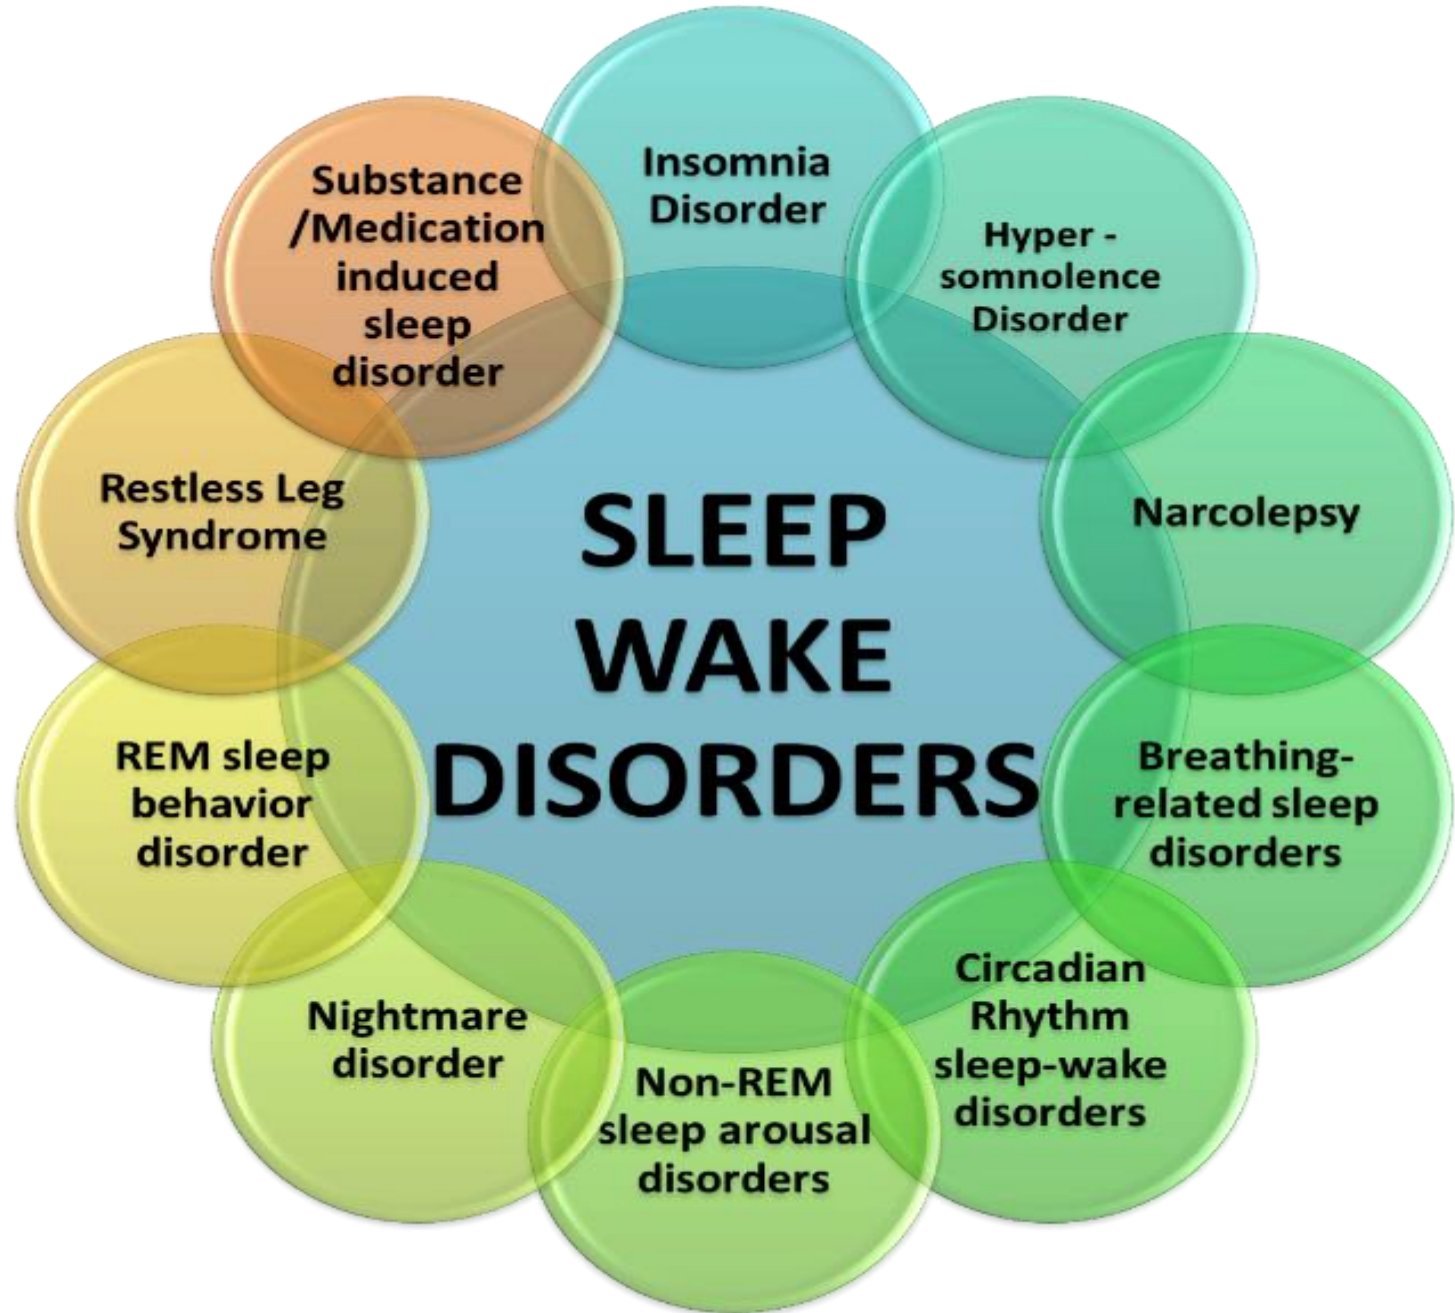 Insomnia
Disorder
Hyper -
somnolence
Disorder
Narcolepsy
Breathing-
related sleep
disorders
Circadian
Rhythm
sleep-wake
disorders
Non-REM
sleep arousal
disorders
Nightmare
disorder
REM sleep
behavior
disorder
Restless Leg
Syndrome
Substance
/Medication
induced
sleep
disorder
SLEEP
WAKE
DISORDERS